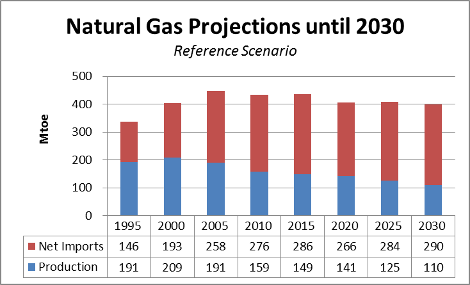 Natural Gas Projections until 2030
Reference Scenario
Mtoe
500
400
300
200
100
0
1995 2000 2005 2010 2015 2020 2025 2030
Net Imports 146 193 258 276 286 266 284 290
Production 191 209 191 159 149 141 125 110